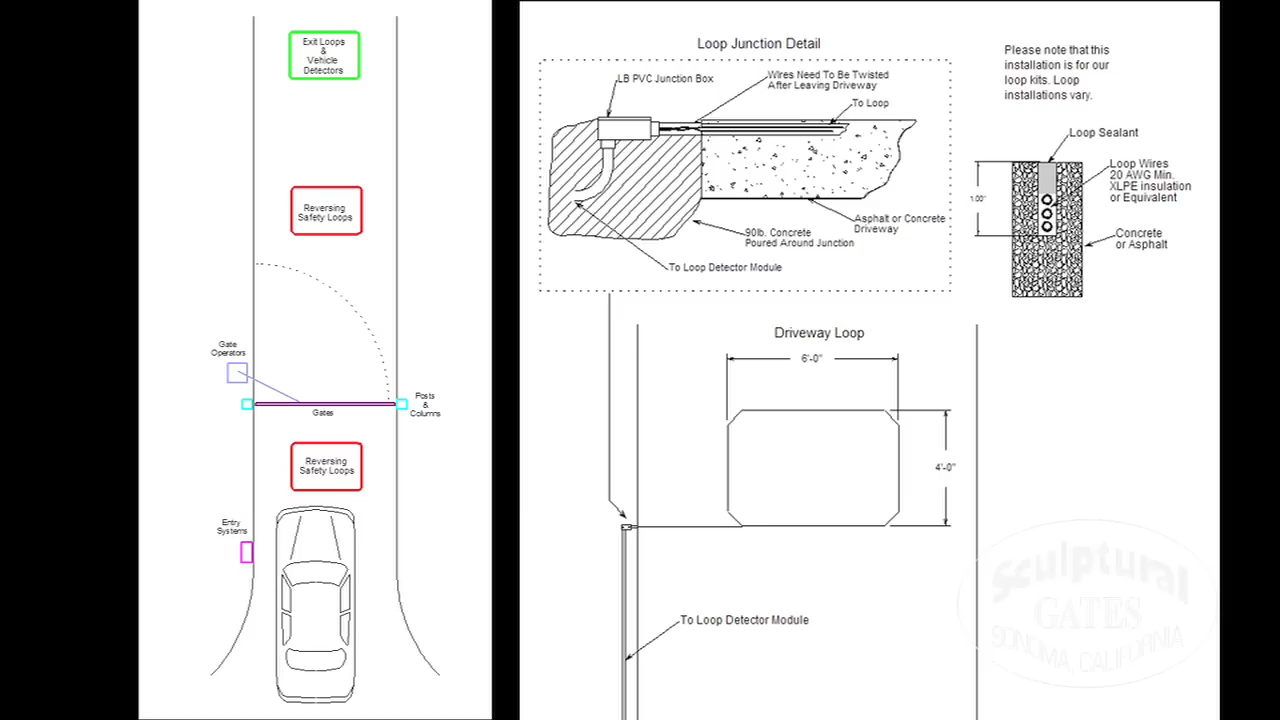 Exit Loops
&
Vehicle
Detectors
Reversing
Safety Loops
Gate
Operators
Gates
Posts
&
Columns
Reversing
Safety Loops
Entry
Systems
Loop Junction Detail
LB PVC Junction Box
Wires Need To Be Twisted
After Leaving Driveway
To Loop
Asphalt or Concrete
Driveway
90lb. Concrete
Poured Around Junction
To Loop Detector Module
Please note that this
installation is for our
loop kits. Loop
installations vary.
Loop Sealant
Loop Wires
20 AWG Min.
XLPE insulation
or Equivalent
1.00"
Concrete
or Asphalt
Driveway Loop
6'-0"
4'-0"
To Loop Detector Module
Sculptural
GATES
SONOMA, CALIFORNIA